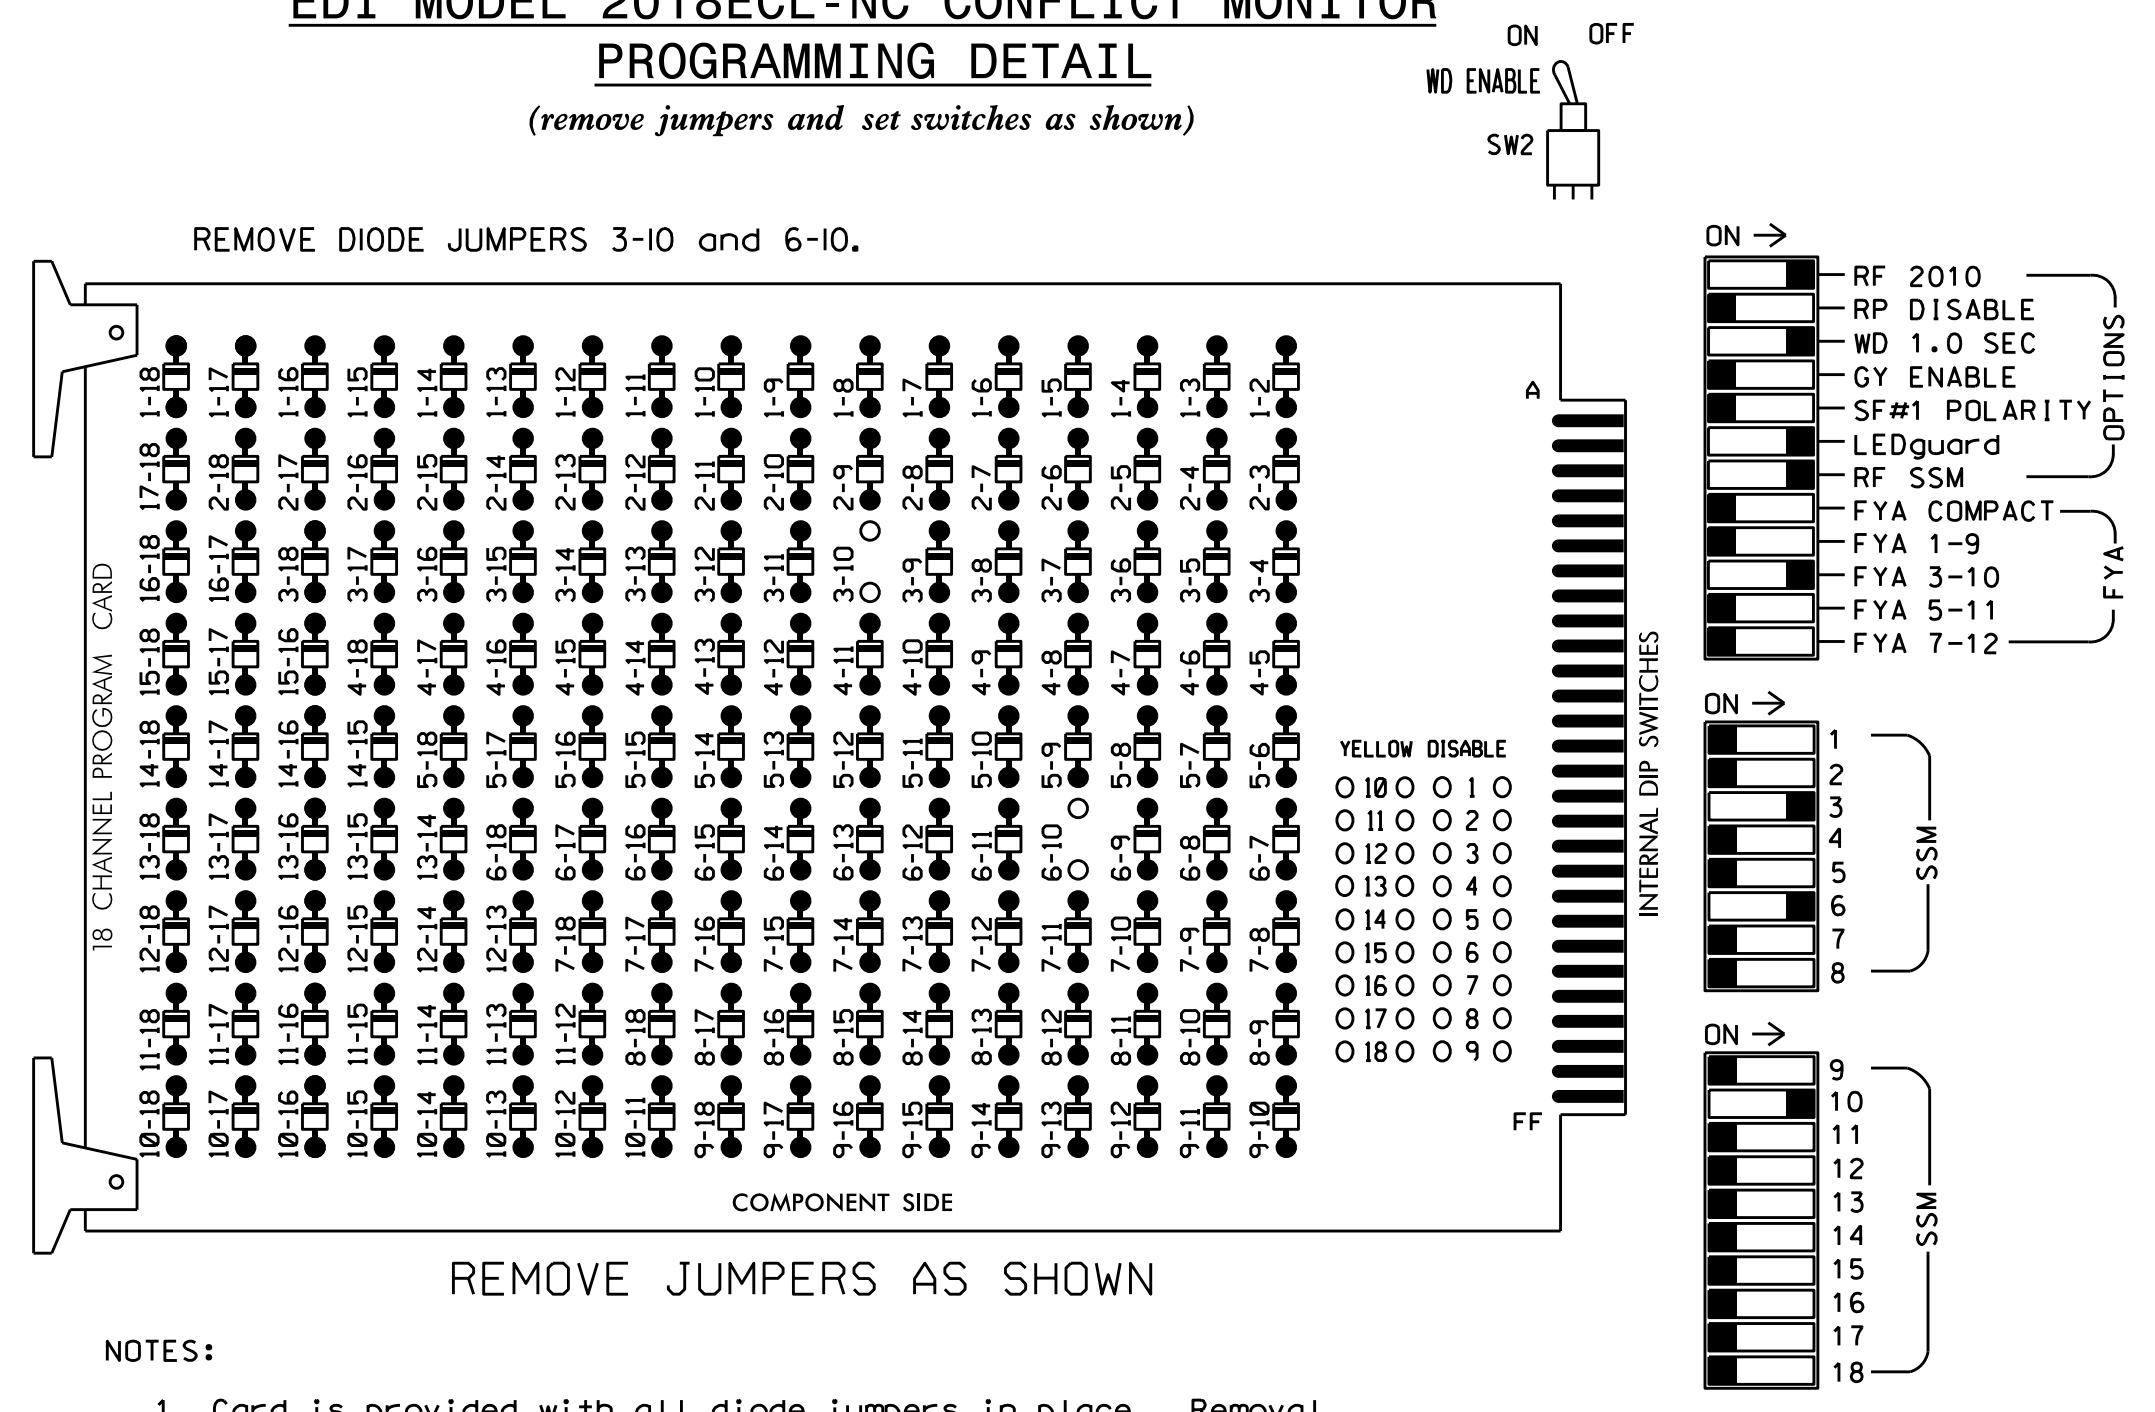 EDI MODEL 2018ECL-NC CONFLICT MONITOR
PROGRAMMING DETAIL
(remove jumpers and set switches as shown)
ON OFF
WD ENABLE
SW2
REMOVE DIODE JUMPERS 3-10 and 6-10.
18 CHANNEL PROGRAM CARD
1-18 1-17 1-16 1-15 1-14 1-13 1-12 1-11 1-10 1-9 1-8 1-7 1-6 1-5 1-4 1-3 1-2
17-18 2-18 2-17 2-16 2-15 2-14 2-13 2-12 2-11 2-10 2-9 2-8 2-7 2-6 2-5 2-4 2-3
16-18 16-17 3-18 3-17 3-16 3-15 3-14 3-13 3-12 3-11 3-10 3-9 3-8 3-7 3-6 3-5 3-4
15-18 15-17 15-16 4-18 4-17 4-16 4-15 4-14 4-13 4-12 4-11 4-10 4-9 4-8 4-7 4-6 4-5
14-18 14-17 14-16 14-15 5-18 5-17 5-16 5-15 5-14 5-13 5-12 5-11 5-10 5-9 5-8 5-7 5-6
13-18 13-17 13-16 13-15 13-14 6-18 6-17 6-16 6-15 6-14 6-13 6-12 6-11 6-10 6-9 6-8 6-7
12-18 12-17 12-16 12-15 12-14 12-13 7-18 7-17 7-16 7-15 7-14 7-13 7-12 7-11 7-10 7-9 7-8
11-18 11-17 11-16 11-15 11-14 11-13 11-12 8-18 8-17 8-16 8-15 8-14 8-13 8-12 8-11 8-10 8-9
10-18 10-17 10-16 10-15 10-14 10-13 10-12 10-11 9-18 9-17 9-16 9-15 9-14 9-13 9-12 9-11 9-10
A
YELLOW DISABLE
10 1
11 2
12 3
13 4
14 5
15 6
16 7
17 8
18 9
FF
COMPONENT SIDE
INTERNAL DIP SWITCHES
ON
RF 2010
RP DISABLE
WD 1.0 SEC
GY ENABLE
SF#1 POLARITY
LEDguard
RF SSM
OPTIONS
FYA COMPACT
FYA 1-9
FYA 3-10
FYA 5-11
FYA 7-12
FYA
ON
1
2
3
4
5
6
7
8
SSM
ON
9
10
11
12
13
14
15
16
17
18
SSM
REMOVE JUMPERS AS SHOWN
NOTES:
1. Card is provided with all diode jumpers in place. Removal